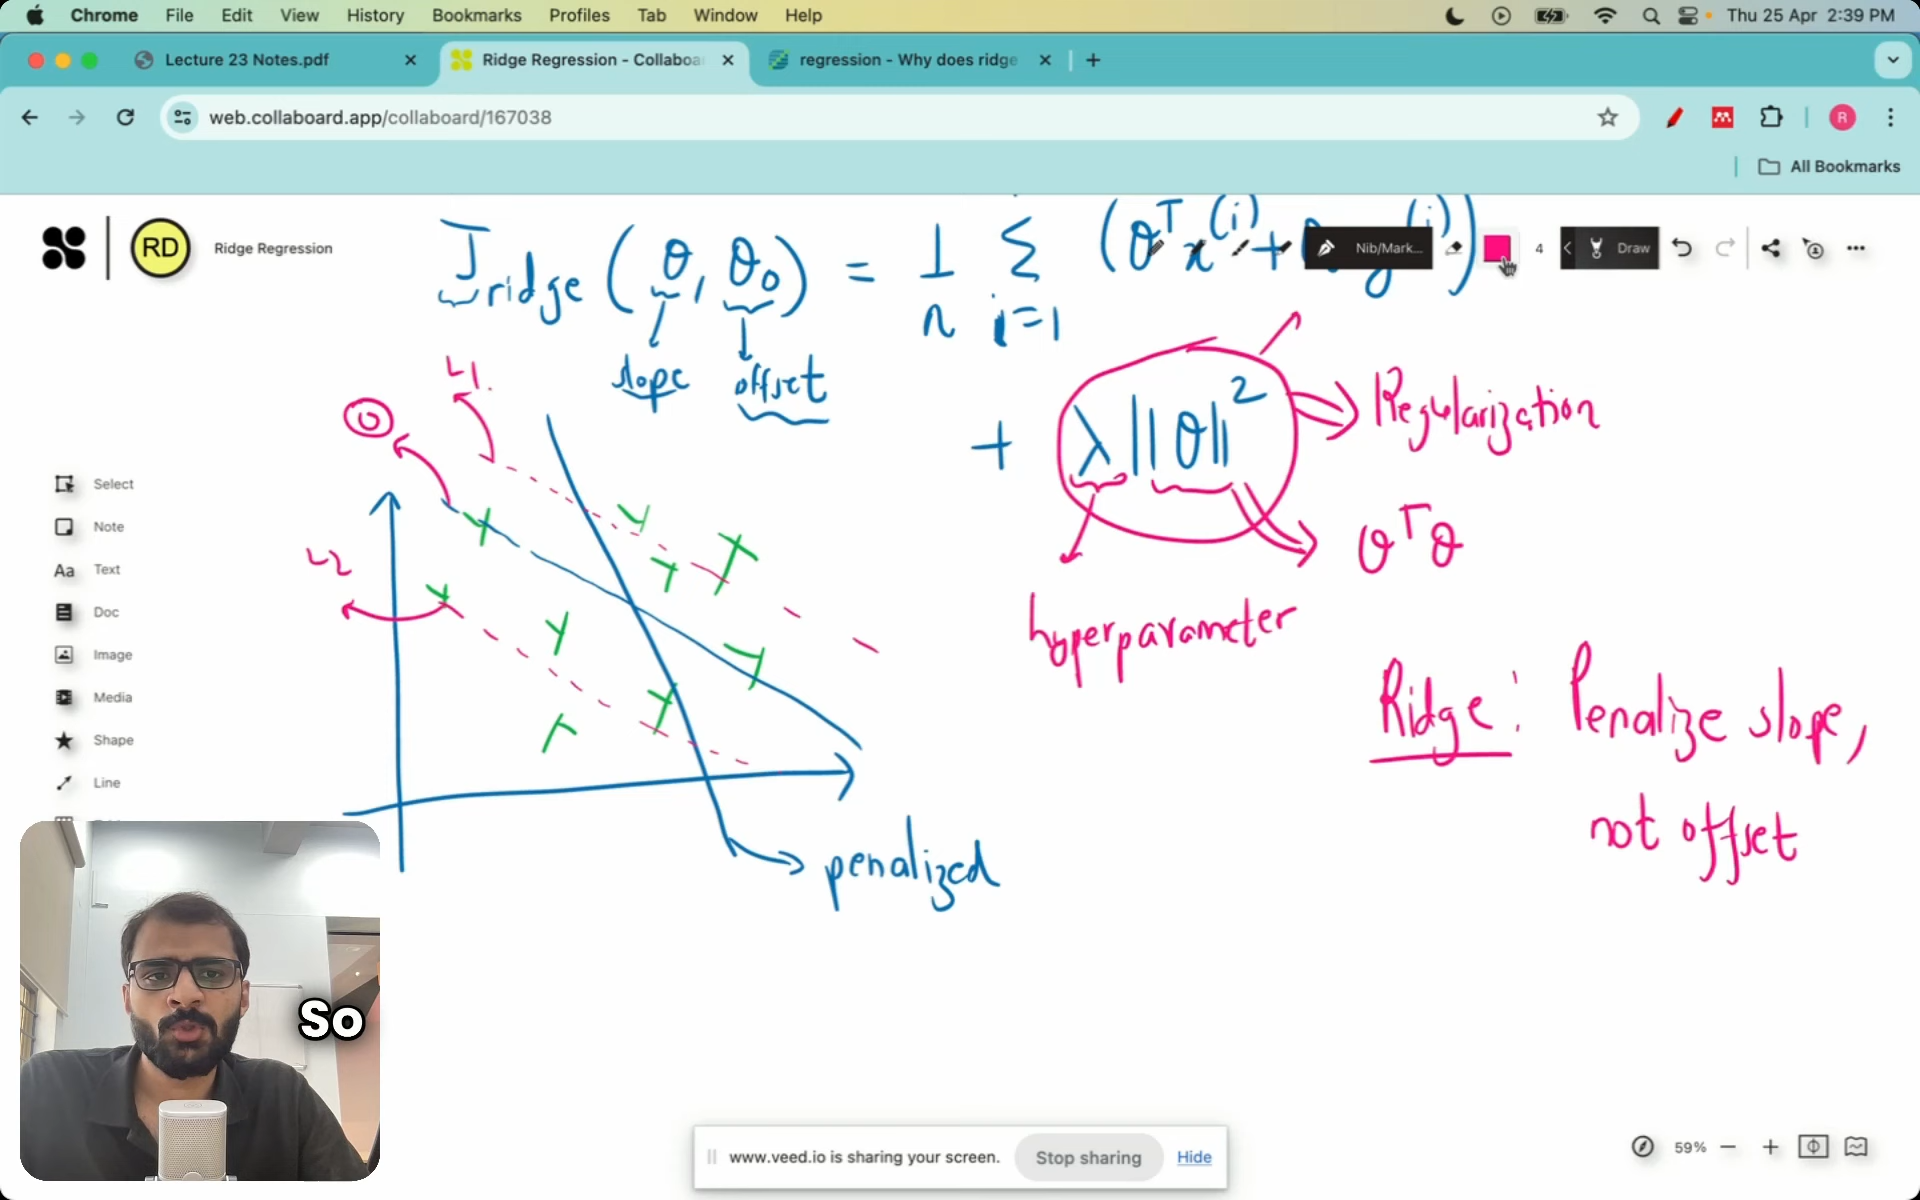 Chrome File Edit View History Bookmarks Profiles Tab Window Help Thu 25 Apr 2:39 PM
Lecture 23 Notes.pdf
Ridge Regression - Collaboar
regression - Why does ridge
web.collaboard.app/collaboard/167038
R
All Bookmarks
RD Ridge Regression
Nib/Mark...
4
Draw
J ridge (θ, θ₀) = 1/n Σ i=1 (θᵀx⁽ⁱ⁾ + y⁽ⁱ⁾)
slope offset
+ λ||θ||²
Regularization
θᵀθ
hyperparameter
L1.
θ
L2
Ridge: Penalize slope,
not offset
penalized
Select
Note
Aa Text
Doc
Image
Media
Shape
Line
So
www.veed.io is sharing your screen.
Stop sharing
Hide
59%